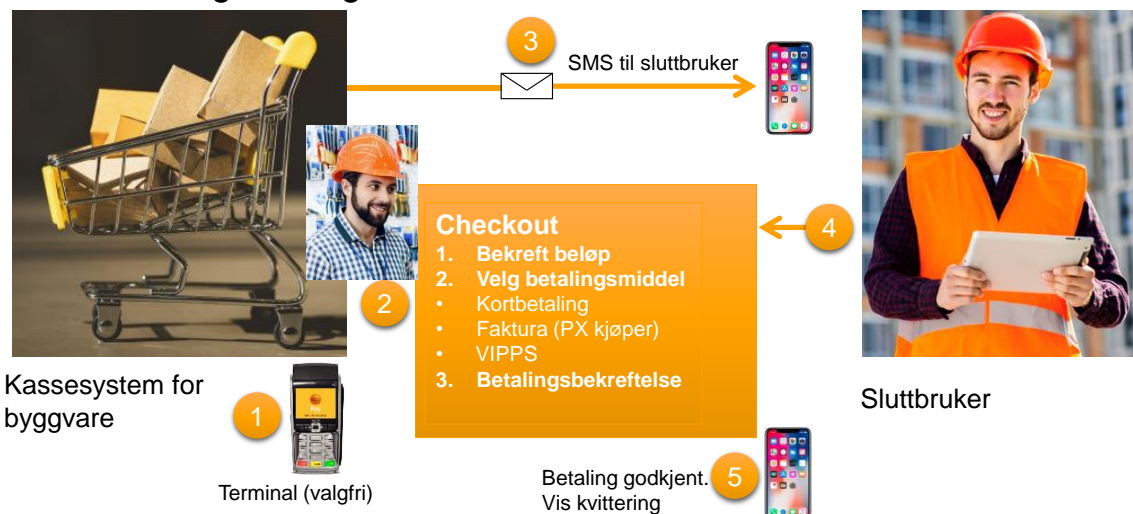 3
SMS til sluttbruker
Checkout
1. Bekreft beløp
2. Velg betalingsmiddel
• Kortbetaling
• Faktura (PX kjøper)
• VIPPS
3. Betalingsbekreftelse
4
2
Kassesystem for
byggvare
1
Terminal (valgfri)
Sluttbruker
Betaling godkjent.
Vis kvittering
5